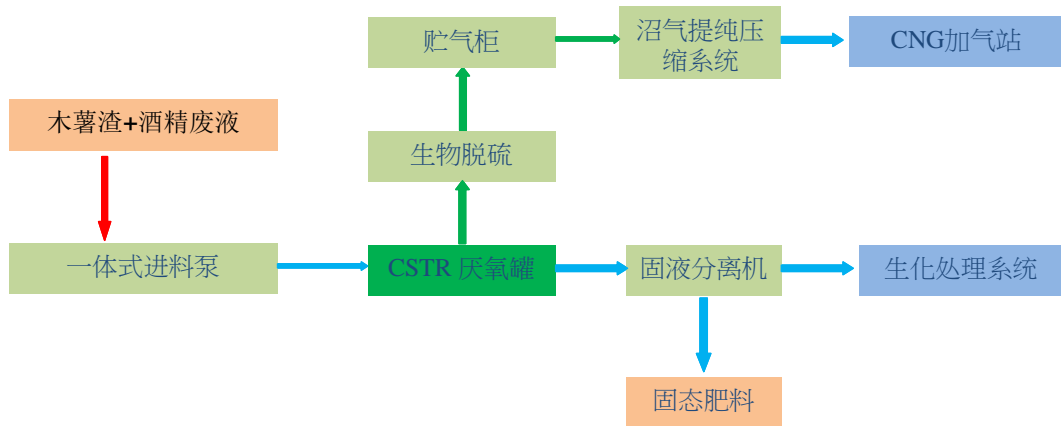 贮气柜
沼气提纯压
缩系统
CNG加气站
木薯渣+酒精废液
生物脱硫
一体式进料泵
CSTR 厌氧罐
固液分离机
生化处理系统
固态肥料